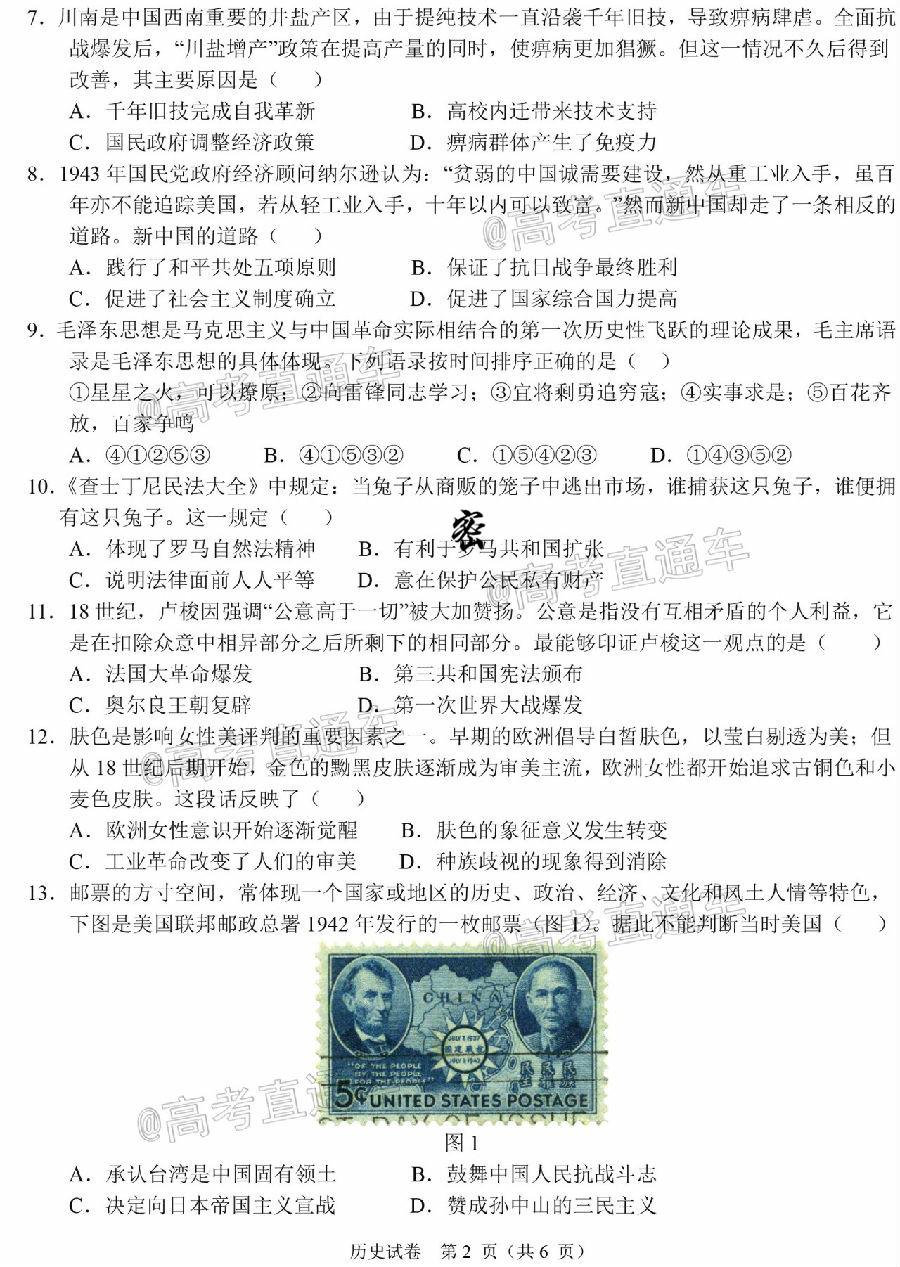 7．川南是中国西南重要的井盐产区，由于提纯技术一直沿袭千年旧技，导致痹病肆虐。全面抗
战爆发后，“川盐增产”政策在提高产量的同时，使痹病更加猖獗。但这一情况不久后得到
改善，其主要原因是（　　）
A．千年旧技完成自我革新　　B．高校内迁带来技术支持
C．国民政府调整经济政策　　D．痹病群体产生了免疫力
8．1943 年国民党政府经济顾问纳尔逊认为：“贫弱的中国诚需要建设，然从重工业入手，虽百
年亦不能追踪美国，若从轻工业入手，十年以内可以致富。”然而新中国却走了一条相反的
道路。新中国的道路（　　）
A．践行了和平共处五项原则　　B．保证了抗日战争最终胜利
C．促进了社会主义制度确立　　D．促进了国家综合国力提高
9．毛泽东思想是马克思主义与中国革命实际相结合的第一次历史性飞跃的理论成果，毛主席语
录是毛泽东思想的具体体现。下列语录按时间排序正确的是（　　）
①星星之火，可以燎原；②向雷锋同志学习；③宜将剩勇追穷寇；④实事求是；⑤百花齐
放，百家争鸣
A．④①②⑤③　　B．④①⑤③②　　C．①⑤④②③　　D．①④③⑤②
10．《查士丁尼民法大全》中规定：当兔子从商贩的笼子中逃出市场，谁捕获这只兔子，谁便拥
有这只兔子。这一规定（　　）
密
A．体现了罗马自然法精神　　B．有利于罗马共和国扩张
C．说明法律面前人人平等　　D．意在保护公民私有财产
11．18 世纪，卢梭因强调“公意高于一切”被大加赞扬。公意是指没有互相矛盾的个人利益，它
是在扣除众意中相异部分之后所剩下的相同部分。最能够印证卢梭这一观点的是（　　）
A．法国大革命爆发　　B．第三共和国宪法颁布
C．奥尔良王朝复辟　　D．第一次世界大战爆发
12．肤色是影响女性美评判的重要因素之一。早期的欧洲倡导白皙肤色，以莹白剔透为美；但
从 18 世纪后期开始，金色的黝黑皮肤逐渐成为审美主流，欧洲女性都开始追求古铜色和小
麦色皮肤。这段话反映了（　　）
A．欧洲女性意识开始逐渐觉醒　　B．肤色的象征意义发生转变
C．工业革命改变了人们的审美　　D．种族歧视的现象得到消除
13．邮票的方寸空间，常体现一个国家或地区的历史、政治、经济、文化和风土人情等特色，
下图是美国联邦邮政总署 1942 年发行的一枚邮票（图 1）。据此不能判断当时美国（　　）
CHINA
JULY 7, 1937
JULY 7, 1942
"OF THE PEOPLE
BY THE PEOPLE
FOR THE PEOPLE"
5¢ UNITED STATES POSTAGE
图 1
A．承认台湾是中国固有领土　　B．鼓舞中国人民抗战斗志
C．决定向日本帝国主义宣战　　D．赞成孙中山的三民主义
历史试卷　第 2 页（共 6 页）
@高考直通车
@高考直通车
@高考直通车
@高考直通车
@高考直通车
@高考直通车